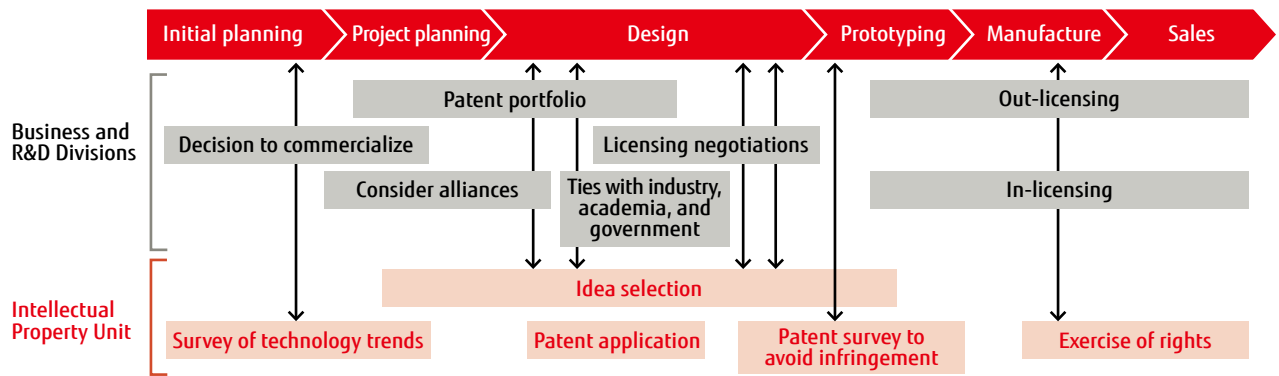 Initial planning
Project planning
Design
Prototyping
Manufacture
Sales
Business and
R&D Divisions
Patent portfolio
Out-licensing
Decision to commercialize
Licensing negotiations
Consider alliances
Ties with industry,
academia, and
government
In-licensing
Intellectual
Property Unit
Idea selection
Survey of technology trends
Patent application
Patent survey to
avoid infringement
Exercise of rights